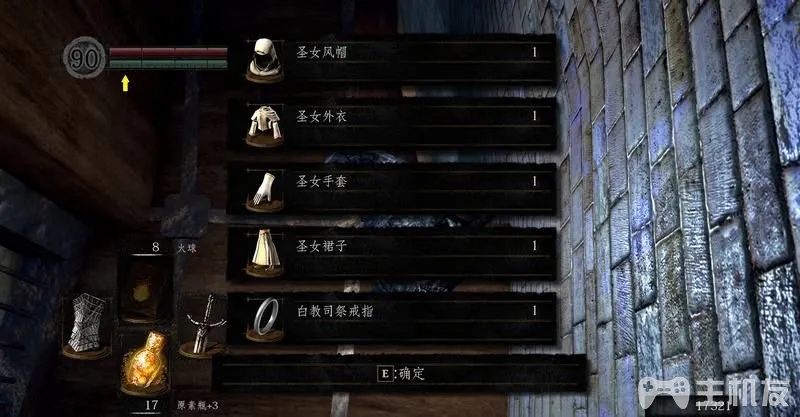 90
圣女风帽 1
圣女外衣 1
圣女手套 1
圣女裙子 1
白教司祭戒指 1
E:确定
8 火球
17 原素瓶+3
17321
主机友